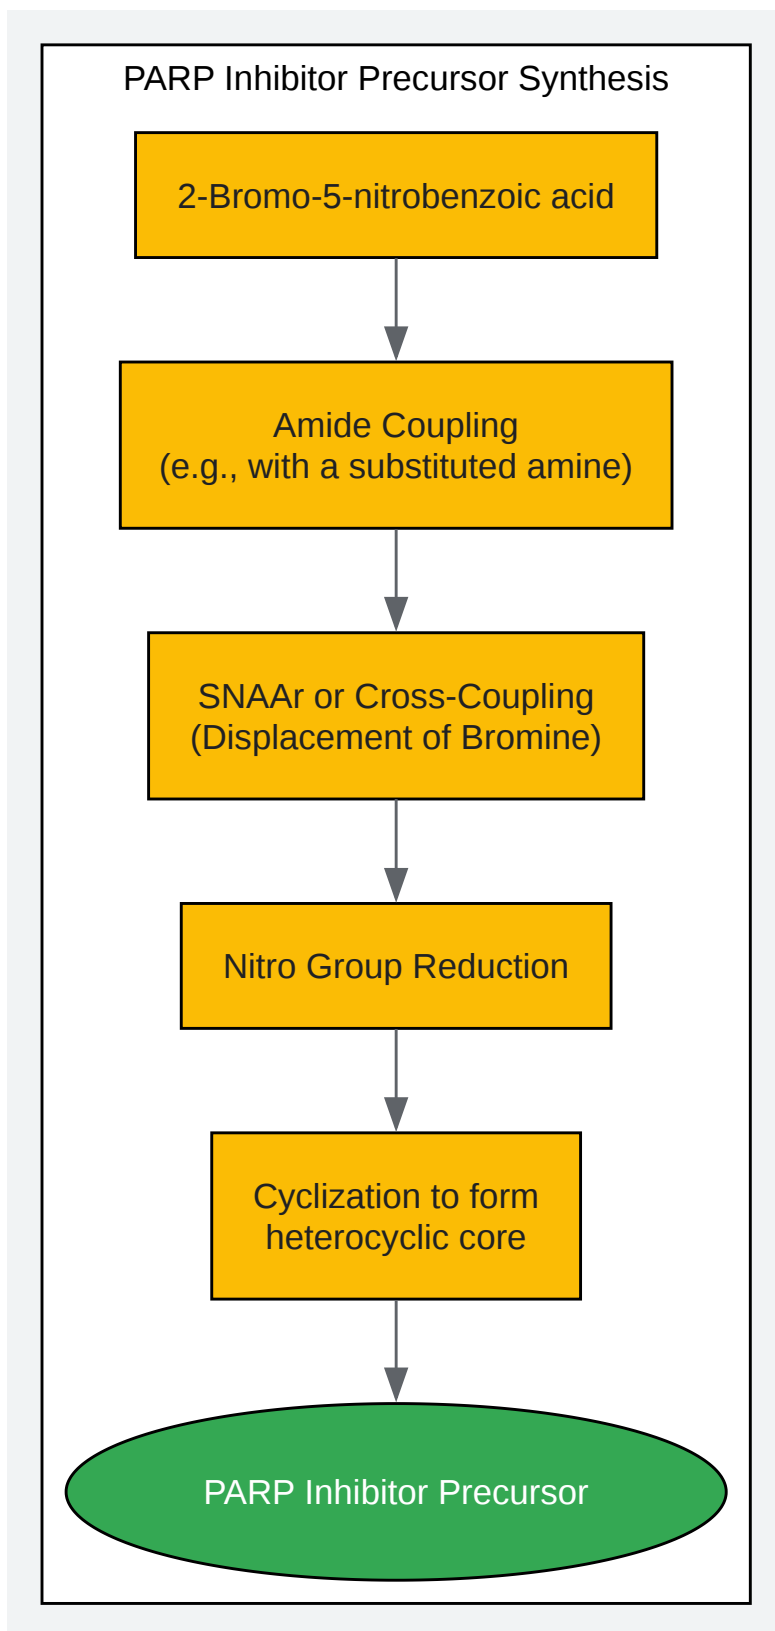 PARP Inhibitor Precursor Synthesis
2-Bromo-5-nitrobenzoic acid
Amide Coupling
(e.g., with a substituted amine)
SNAAr or Cross-Coupling
(Displacement of Bromine)
Nitro Group Reduction
Cyclization to form
heterocyclic core
PARP Inhibitor Precursor